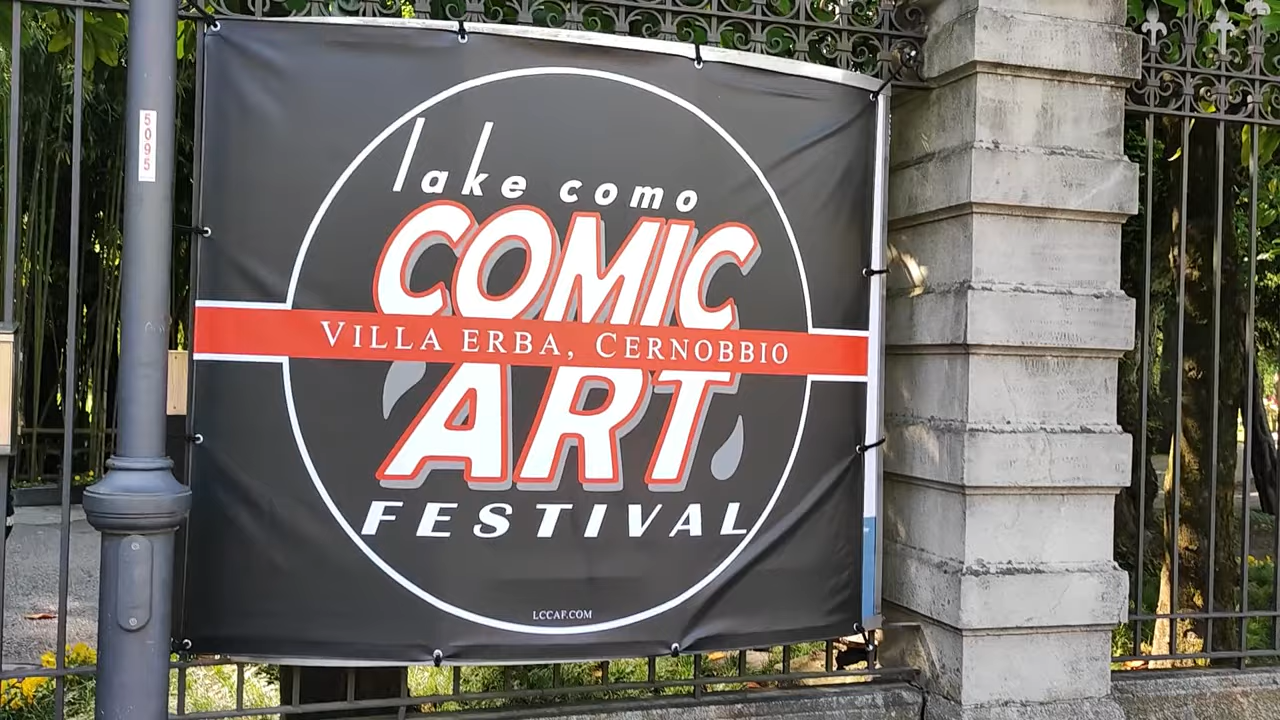 5095
lake como
COMIC
VILLA ERBA, CERNOBBIO
ART
FESTIVAL
LCCAF.COM